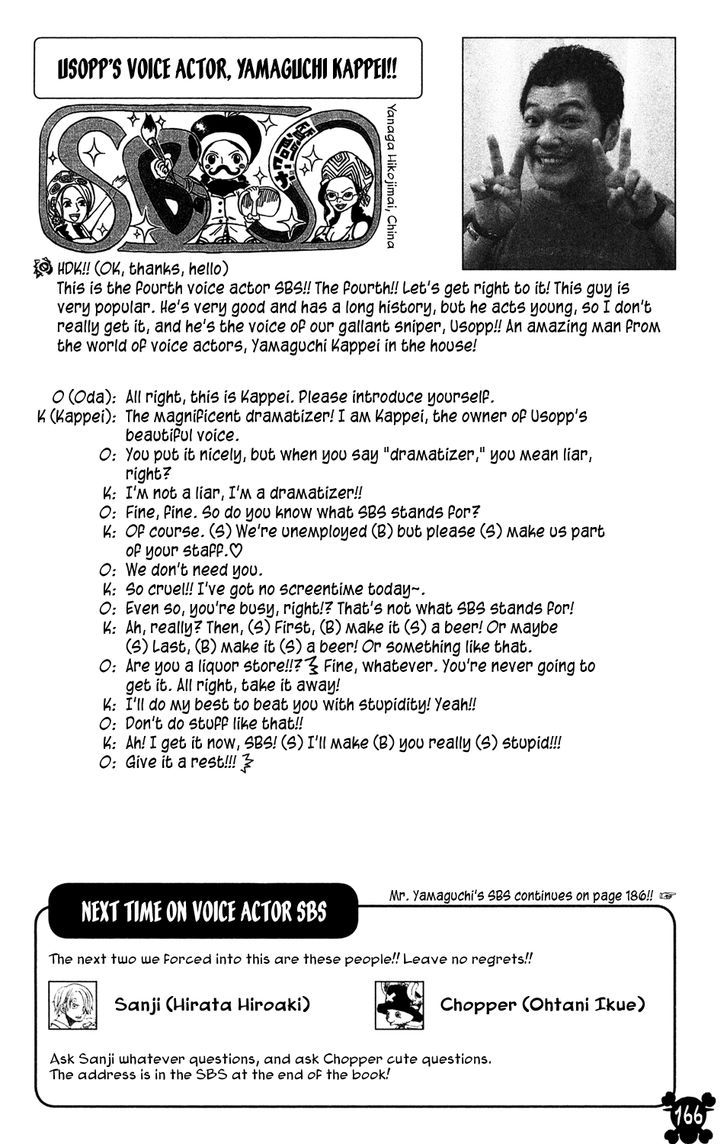 USOPP'S VOICE ACTOR, YAMAGUCHI KAPPEI!!
Yanaga Hikojimai, China
HDK!! (OK, thanks, hello)
This is the fourth voice actor SBS!! The fourth!! Let's get right to it! This guy is
very popular. He's very good and has a long history, but he acts young, so I don't
really get it, and he's the voice of our gallant sniper, Usopp!! An amazing man from
the world of voice actors, Yamaguchi Kappei in the house!
O (Oda): All right, this is Kappei. Please introduce yourself.
K (Kappei): The magnificent dramatizer! I am Kappei, the owner of Usopp's
beautiful voice.
O: You put it nicely, but when you say "dramatizer," you mean liar,
right?
K: I'm not a liar, I'm a dramatizer!!
O: Fine, fine. So do you know what SBS stands for?
K: Of course. (S) We're unemployed (B) but please (S) make us part
of your staff.♡
O: We don't need you.
K: So cruel!! I've got no screentime today~.
O: Even so, you're busy, right!? That's not what SBS stands for!
K: Ah, really? Then, (S) First, (B) make it (S) a beer! Or maybe
(S) Last, (B) make it (S) a beer! Or something like that.
O: Are you a liquor store!!? Fine, whatever. You're never going to
get it. All right, take it away!
K: I'll do my best to beat you with stupidity! Yeah!!
O: Don't do stuff like that!!
K: Ah! I get it now, SBS! (S) I'll make (B) you really (S) stupid!!!
O: Give it a rest!!!
Mr. Yamaguchi's SBS continues on page 186!! ☞
NEXT TIME ON VOICE ACTOR SBS
The next two we forced into this are these people!! Leave no regrets!!
Sanji (Hirata Hiroaki)
Chopper (Ohtani Ikue)
Ask Sanji whatever questions, and ask Chopper cute questions.
The address is in the SBS at the end of the book!
166